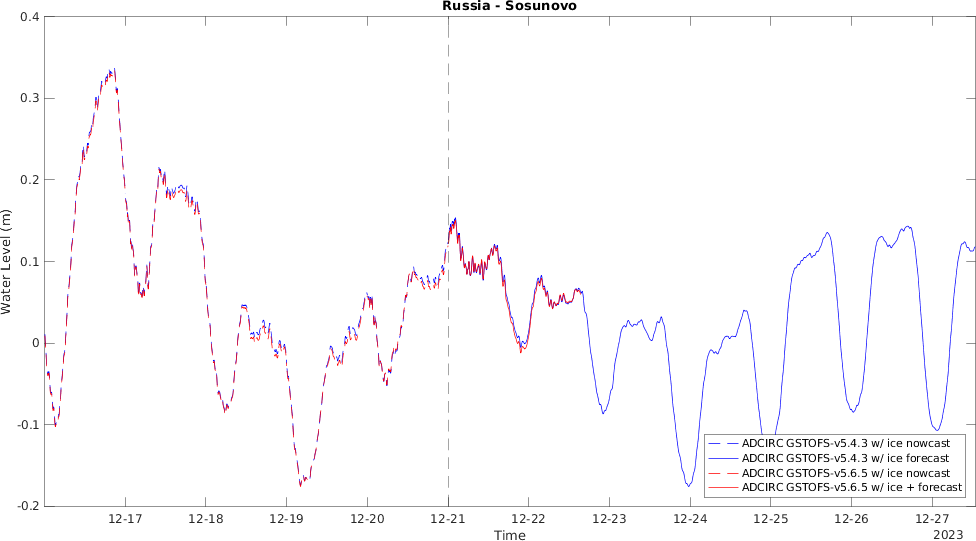 Russia - Sosunovo
0.4
0.3
0.2
0.1
0
-0.1
-0.2
Water Level (m)
ADCIRC GSTOFS-v5.4.3 w/ ice nowcast
ADCIRC GSTOFS-v5.4.3 w/ ice forecast
ADCIRC GSTOFS-v5.6.5 w/ ice nowcast
ADCIRC GSTOFS-v5.6.5 w/ ice + forecast
12-17 12-18 12-19 12-20 12-21 12-22 12-23 12-24 12-25 12-26 12-27
Time
2023